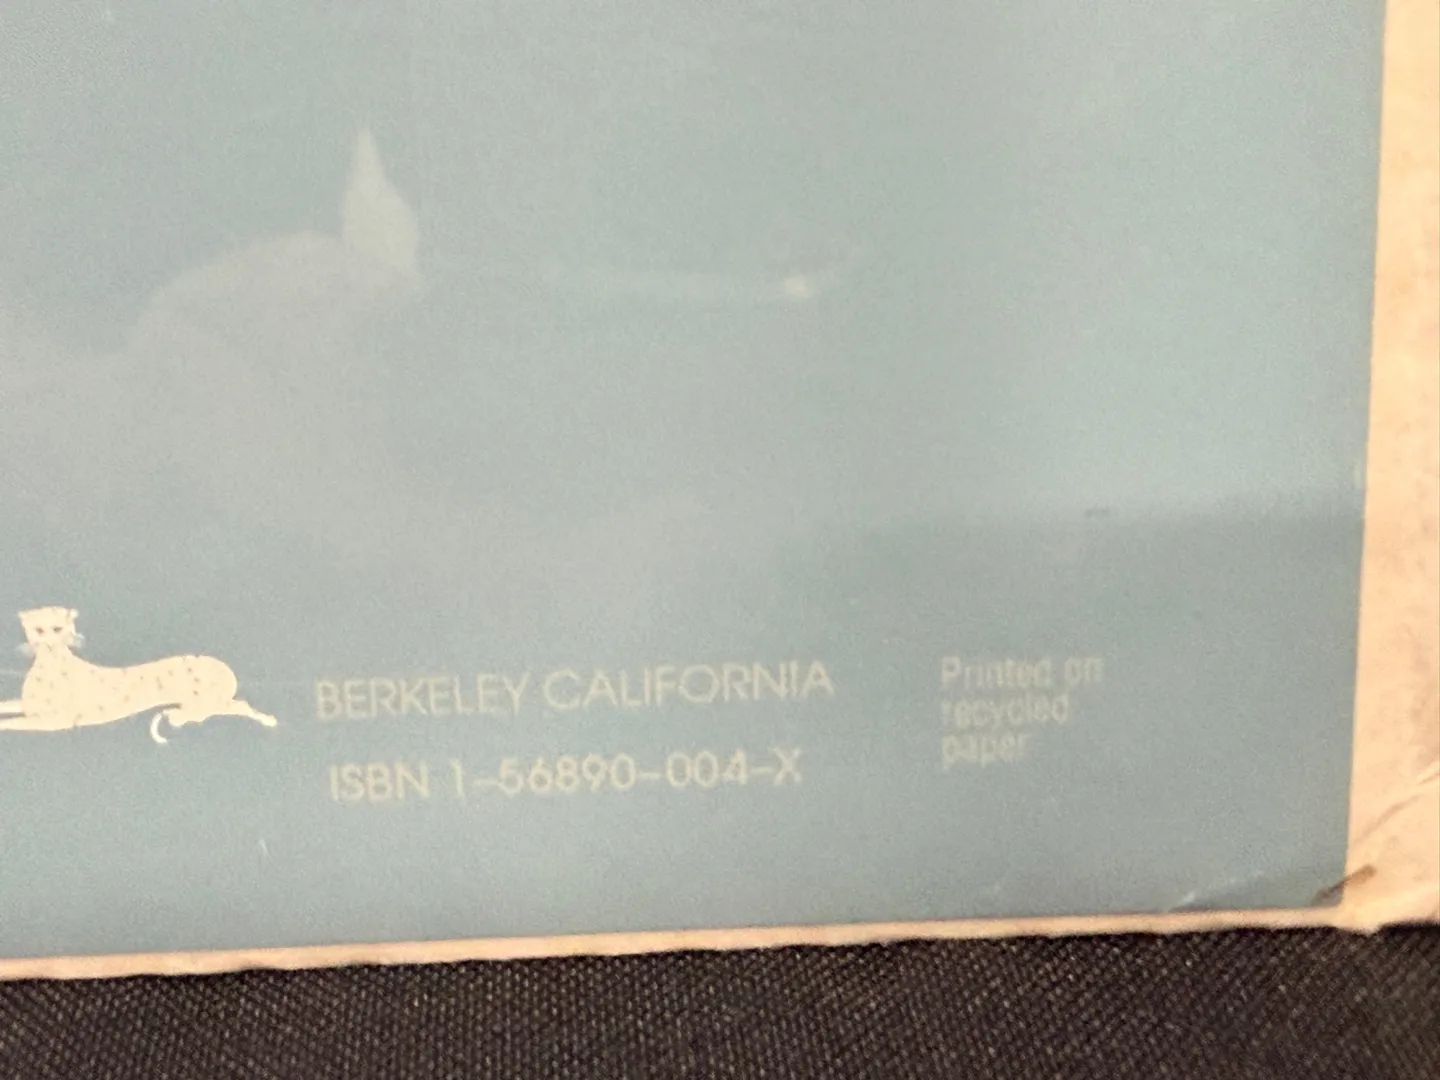 BERKELEY CALIFORNIA
ISBN 1-56890-004-X
Printed on
recycled
paper